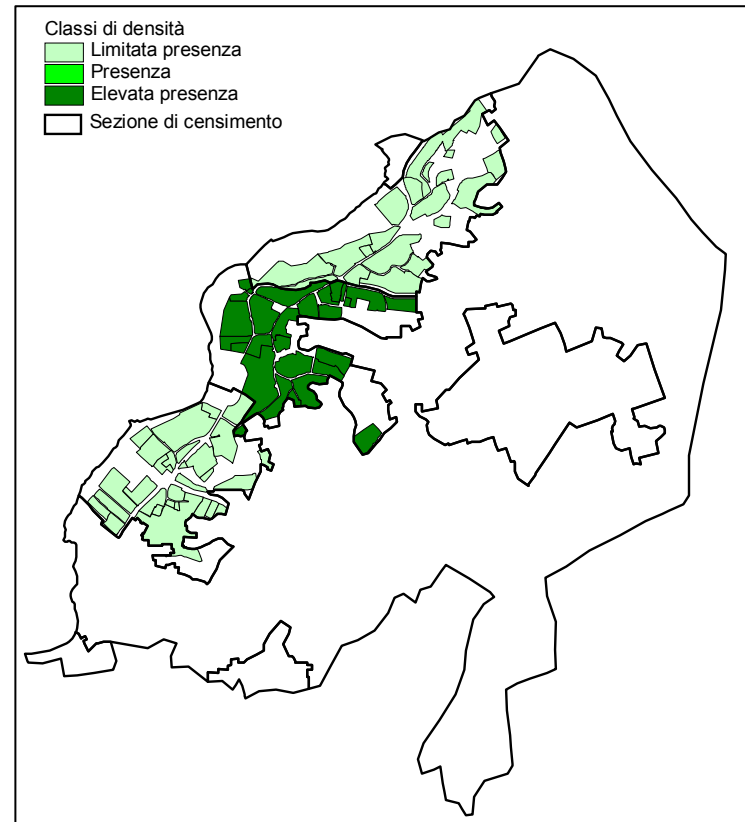 Classi di densità
Limitata presenza
Presenza
Elevata presenza
Sezione di censimento